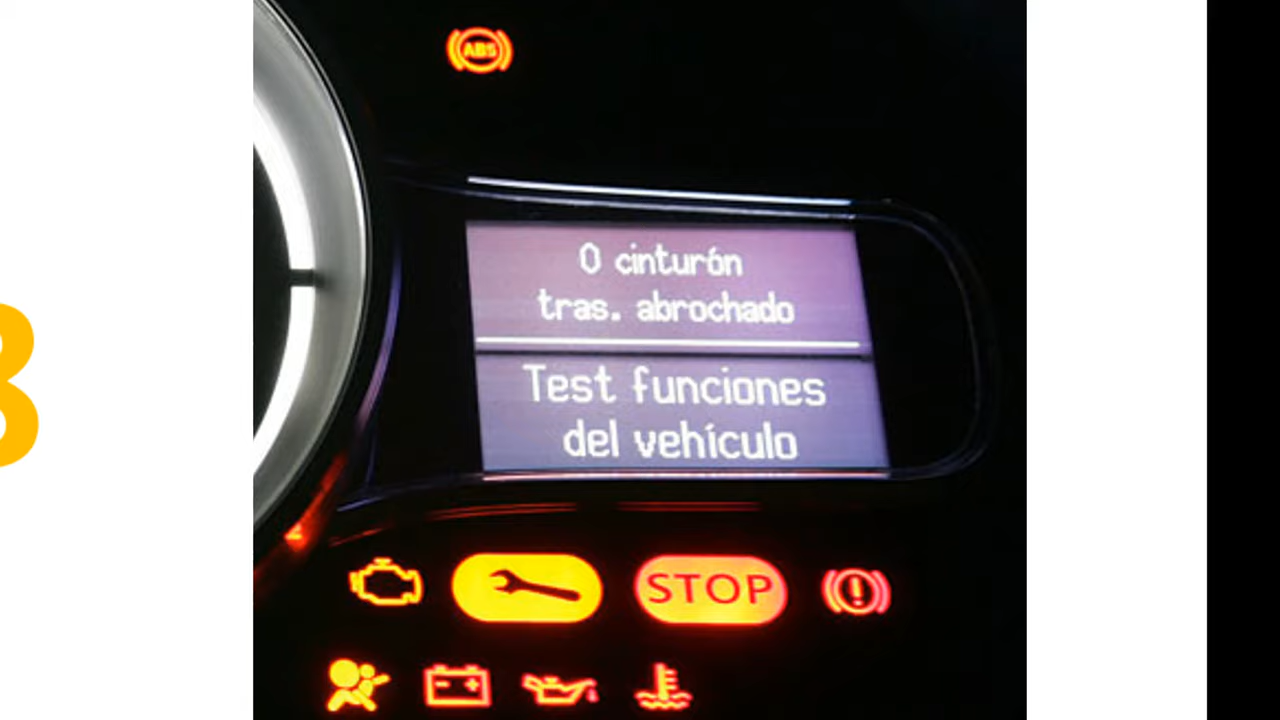 ABS
0 cinturón
tras. abrochado
Test funciones
del vehículo
STOP